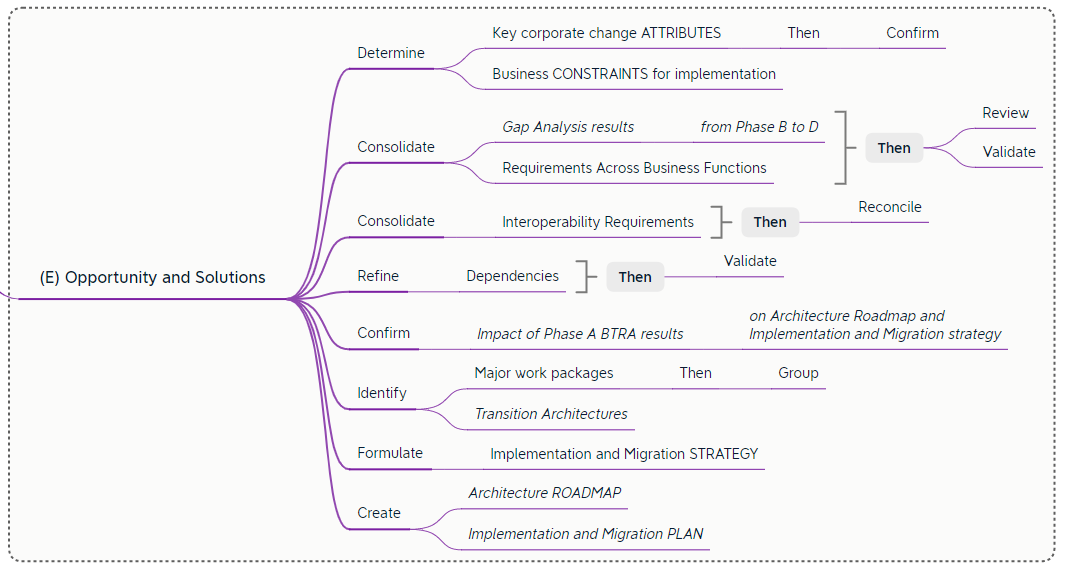 (E) Opportunity and Solutions
Determine
Key corporate change ATTRIBUTES
Then
Confirm
Business CONSTRAINTS for implementation
Consolidate
Gap Analysis results
from Phase B to D
Requirements Across Business Functions
Then
Review
Validate
Consolidate
Interoperability Requirements
Then
Reconcile
Refine
Dependencies
Then
Validate
Confirm
Impact of Phase A BTRA results
on Architecture Roadmap and
Implementation and Migration strategy
Identify
Major work packages
Then
Group
Transition Architectures
Formulate
Implementation and Migration STRATEGY
Create
Architecture ROADMAP
Implementation and Migration PLAN